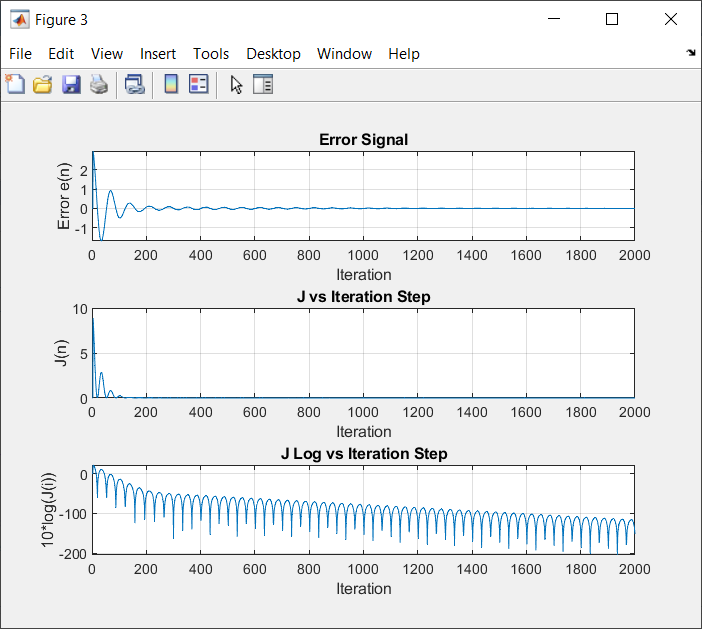 Figure 3
File Edit View Insert Tools Desktop Window Help
Error Signal
Error e(n)
2
1
0
-1
0 200 400 600 800 1000 1200 1400 1600 1800 2000
Iteration
J vs Iteration Step
J(n)
10
5
0
0 200 400 600 800 1000 1200 1400 1600 1800 2000
Iteration
J Log vs Iteration Step
10*log(J(i))
0
-100
-200
0 200 400 600 800 1000 1200 1400 1600 1800 2000
Iteration